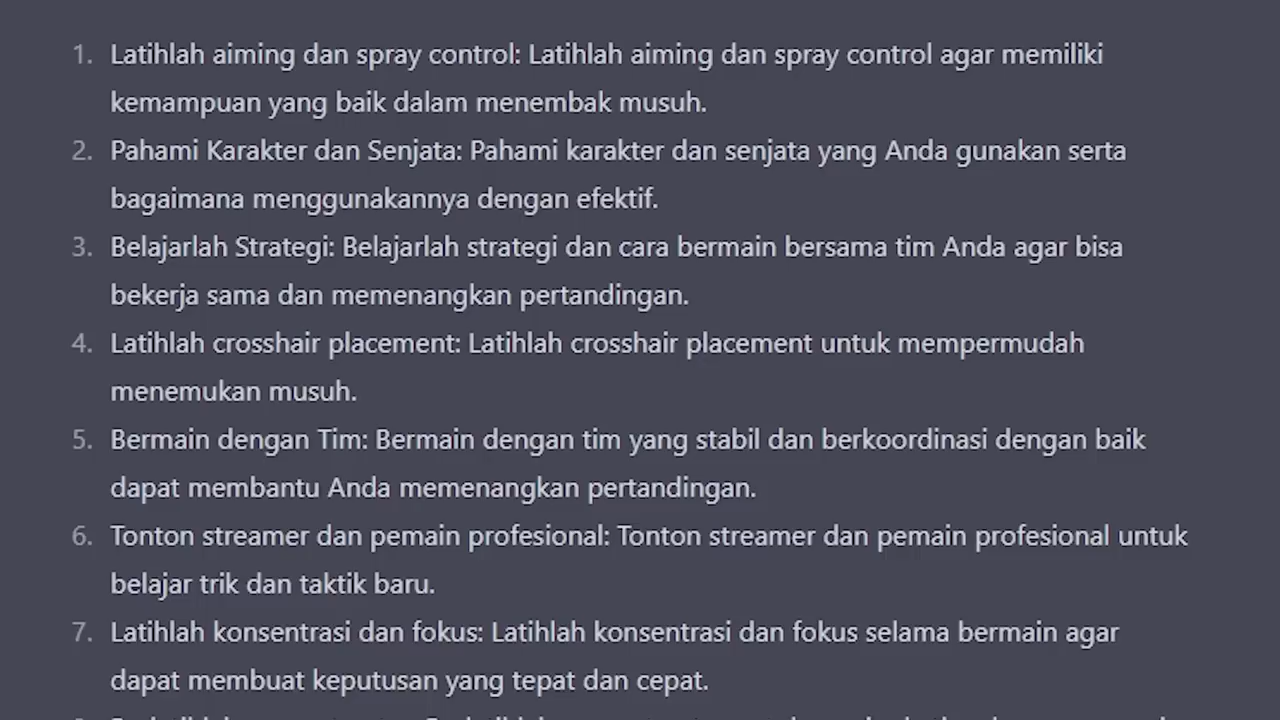 1. Latihlah aiming dan spray control: Latihlah aiming dan spray control agar memiliki
kemampuan yang baik dalam menembak musuh.
2. Pahami Karakter dan Senjata: Pahami karakter dan senjata yang Anda gunakan serta
bagaimana menggunakannya dengan efektif.
3. Belajarlah Strategi: Belajarlah strategi dan cara bermain bersama tim Anda agar bisa
bekerja sama dan memenangkan pertandingan.
4. Latihlah crosshair placement: Latihlah crosshair placement untuk mempermudah
menemukan musuh.
5. Bermain dengan Tim: Bermain dengan tim yang stabil dan berkoordinasi dengan baik
dapat membantu Anda memenangkan pertandingan.
6. Tonton streamer dan pemain profesional: Tonton streamer dan pemain profesional untuk
belajar trik dan taktik baru.
7. Latihlah konsentrasi dan fokus: Latihlah konsentrasi dan fokus selama bermain agar
dapat membuat keputusan yang tepat dan cepat.